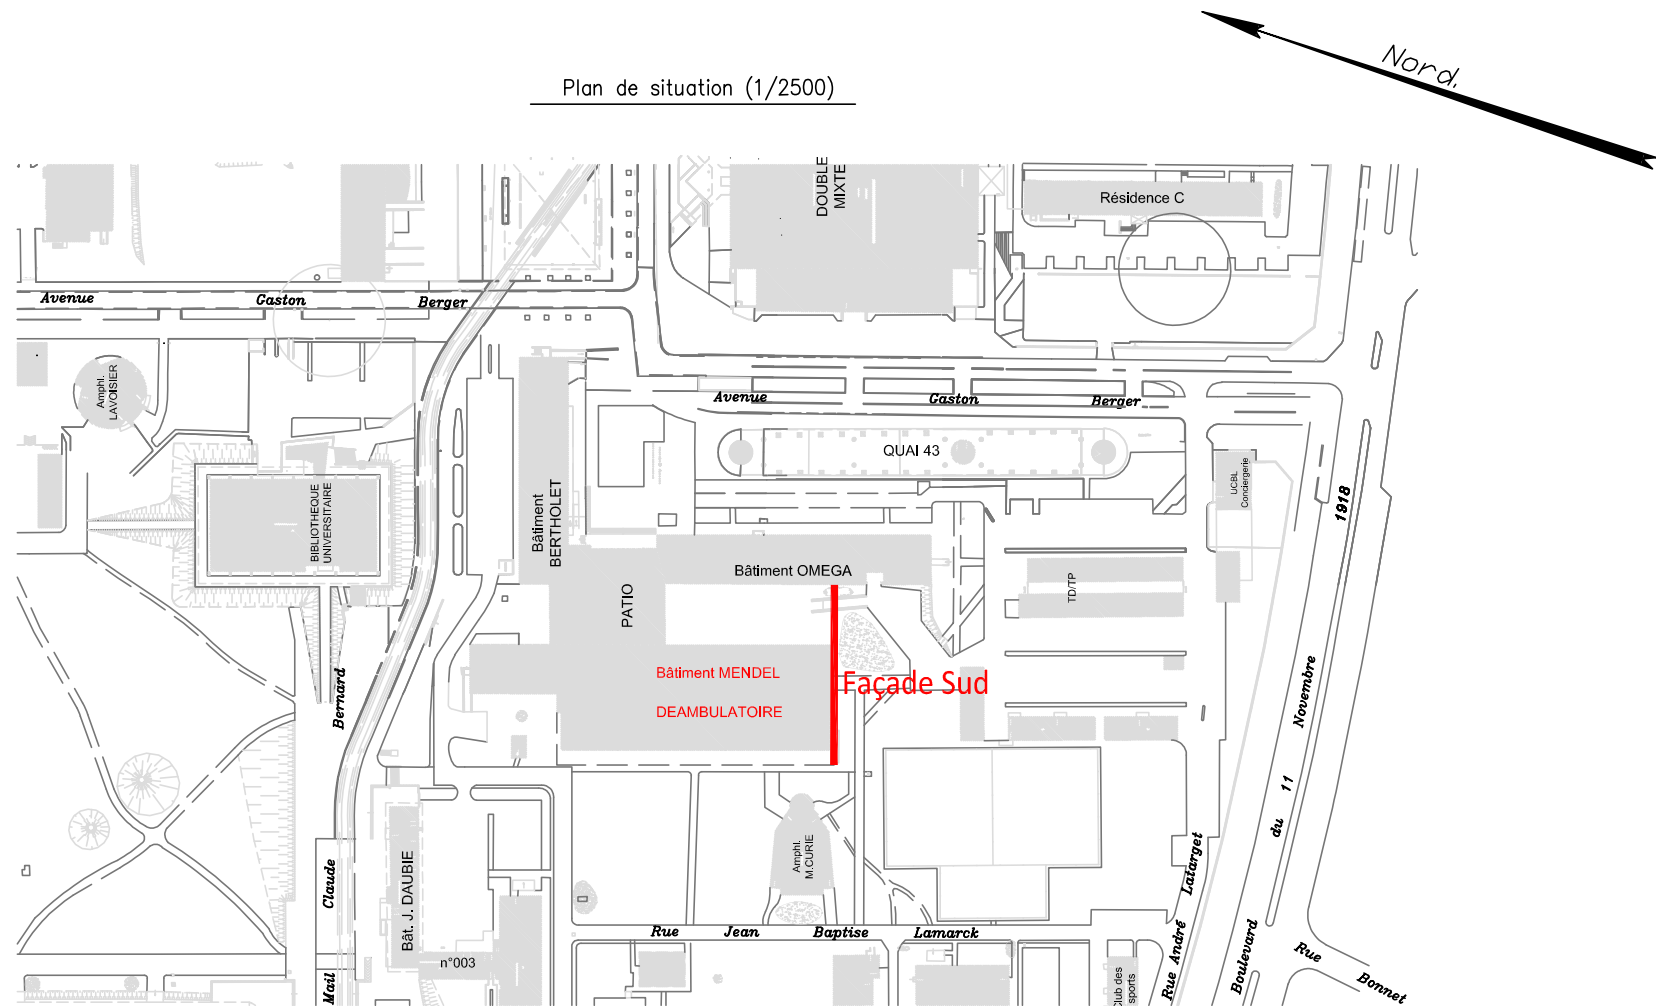 Nord.
Plan de situation (1/2500)
DOUBLE
MIXTE
Résidence C
Avenue Gaston Berger
Amphi.
LAVOISIER
Avenue Gaston Berger
QUAI 43
UCBL
Conciergerie
BIBLIOTHEQUE
UNIVERSITAIRE
Bâtiment
BERTHOLET
Bâtiment OMEGA
TD/TP
PATIO
Bâtiment MENDEL
DEAMBULATOIRE
Façade Sud
Mail Claude Bernard
Boulevard du 11 Novembre 1918
Amphi.
M.CURIE
Bât. J. DAUBIE
Rue André Latarget
Rue Jean Baptise Lamarck
n°003
Club des
sports
Rue Bonnet